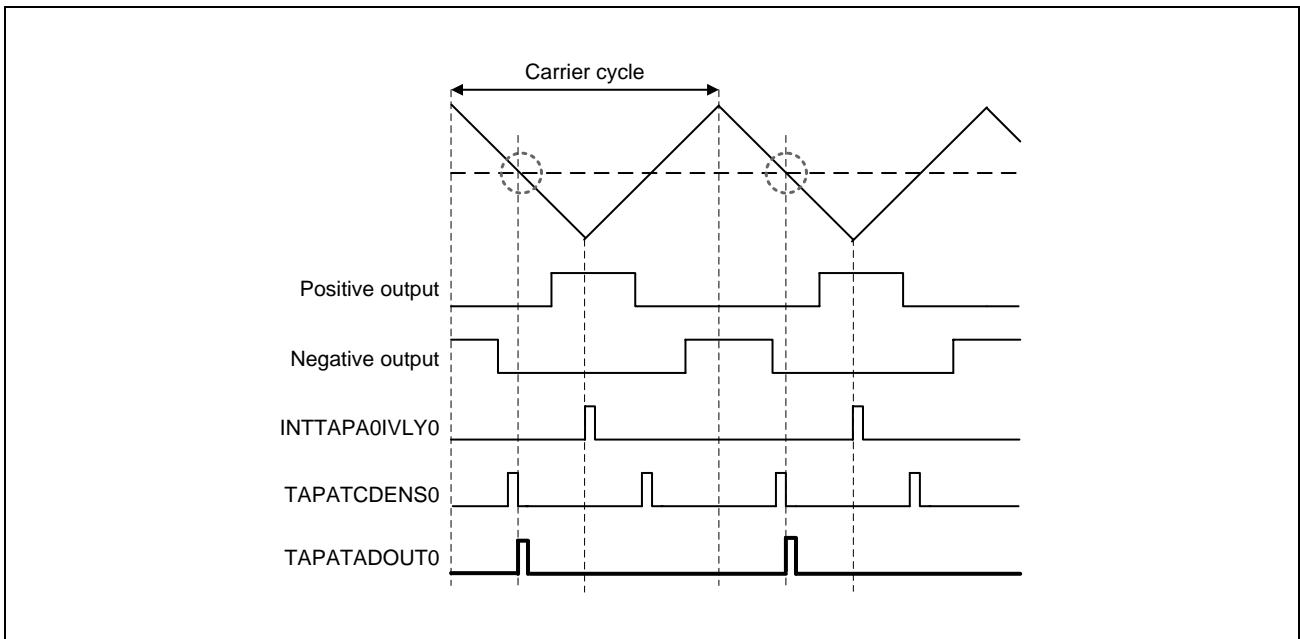 Carrier cycle
Positive output
Negative output
INTTAPA0IVLY0
TAPATCDENS0
TAPATADOUT0